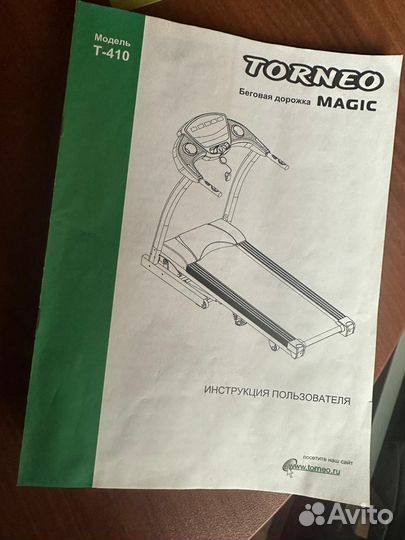 Модель
T-410
TORNEO
Беговая дорожка MAGIC
ИНСТРУКЦИЯ ПОЛЬЗОВАТЕЛЯ
посетите наш сайт
www.torneo.ru
Avito